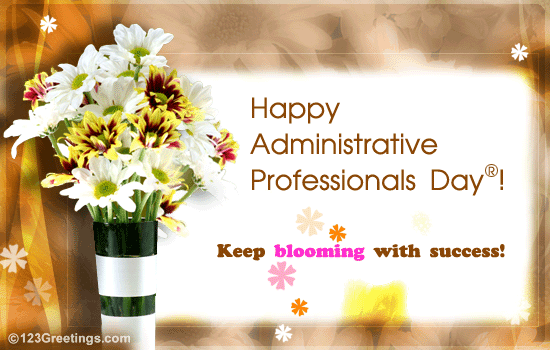 Happy
Administrative
Professionals Day®!
Keep blooming with success!
©123Greetings.com